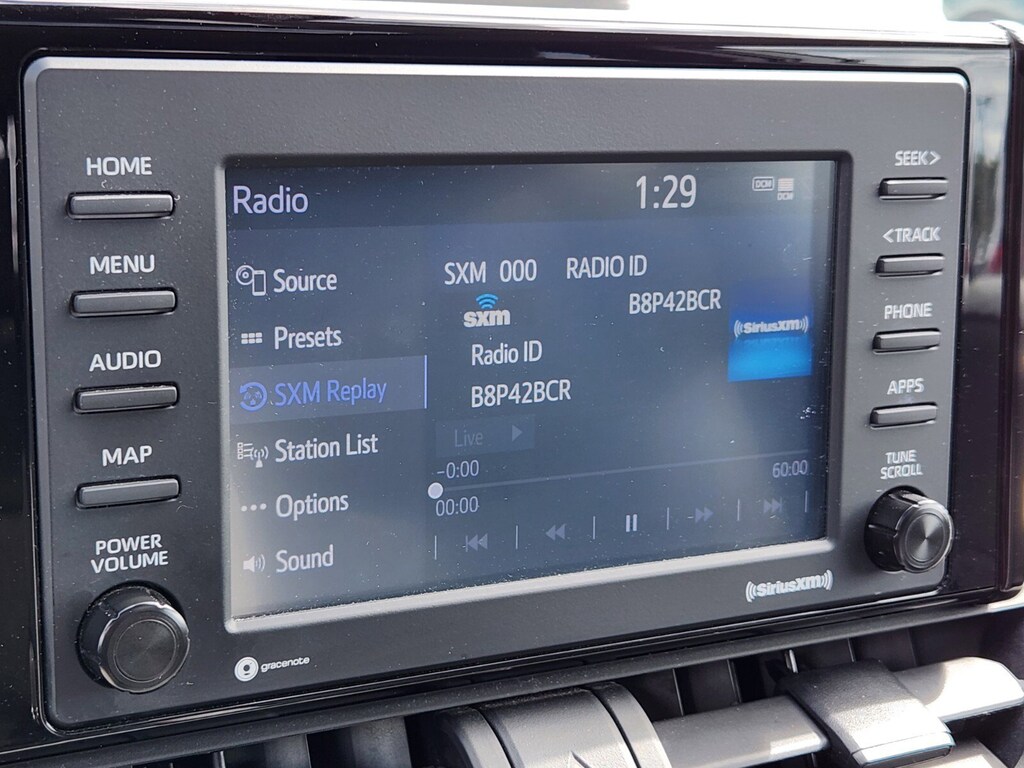 HOME
MENU
AUDIO
MAP
POWER
VOLUME
Radio
1:29
DCM
DCM
Source
Presets
SXM Replay
Station List
Options
Sound
SXM 000 RADIO ID
B8P42BCR
sxm
Radio ID
B8P42BCR
((SiriusXM))
Live
-0:00
60:00
00:00
gracenote
((SiriusXM))
SEEK>
<TRACK
PHONE
APPS
TUNE
SCROLL